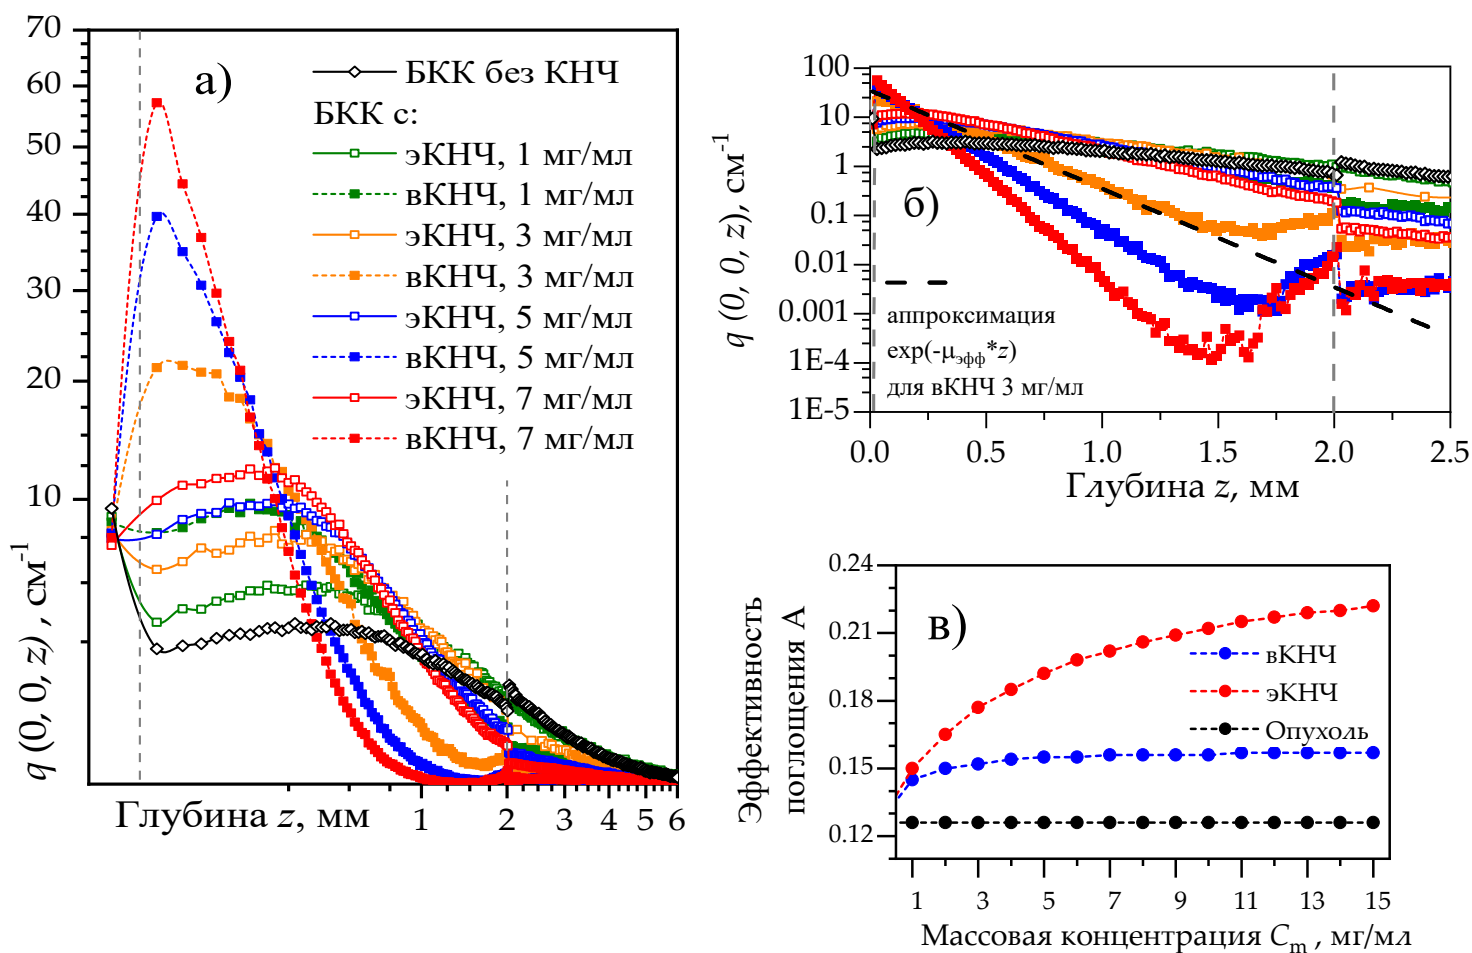 70
60
50
40
30
20
10
q (0, 0, z) , см⁻¹
а)
БКК без КНЧ
БКК с:
эКНЧ, 1 мг/мл
вКНЧ, 1 мг/мл
эКНЧ, 3 мг/мл
вКНЧ, 3 мг/мл
эКНЧ, 5 мг/мл
вКНЧ, 5 мг/мл
эКНЧ, 7 мг/мл
вКНЧ, 7 мг/мл
Глубина z, мм
1 2 3 4 5 6
100
10
1
0.1
0.01
0.001
1E-4
1E-5
q (0, 0, z), см⁻¹
б)
аппроксимация
exp(-μэфф*z)
для вКНЧ 3 мг/мл
0.0 0.5 1.0 1.5 2.0 2.5
Глубина z, мм
0.24
0.21
0.18
0.15
0.12
Эффективность
поглощения А
в)
вКНЧ
эКНЧ
Опухоль
1 3 5 7 9 11 13 15
Массовая концентрация Cm , мг/мл